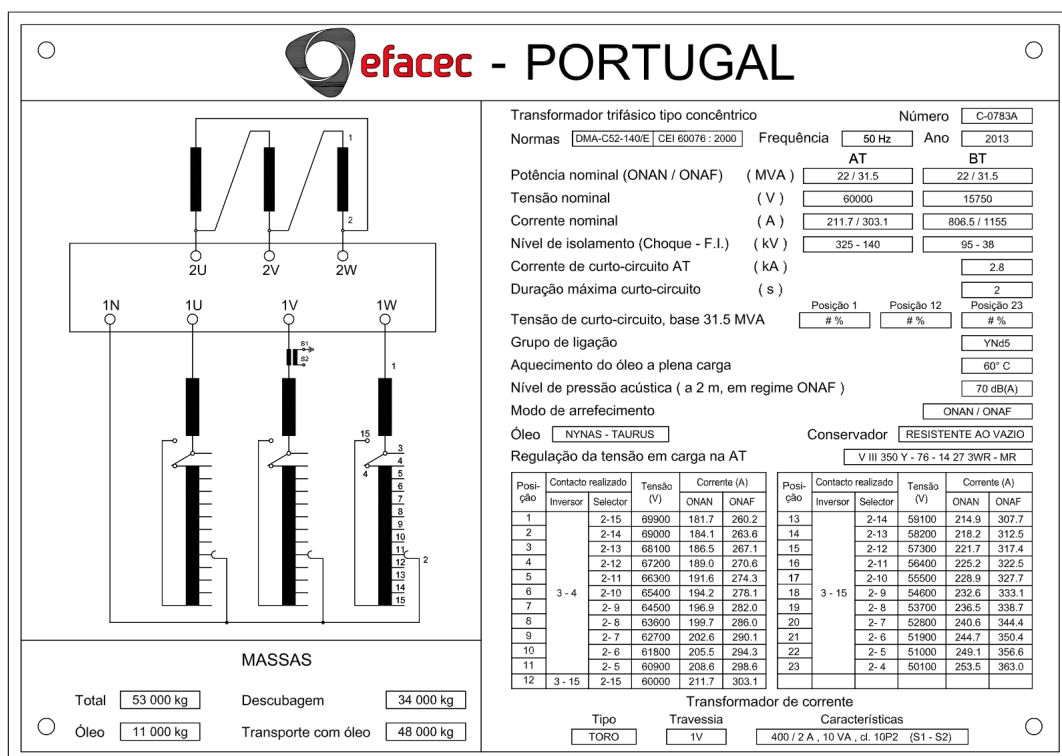 efacec - PORTUGAL
1
2
2U 2V 2W
1N 1U 1V 1W
S1
S2
1
15
3
4
4
5
6
7
8
9
10
11
2
12
13
14
15
MASSAS
Total 53 000 kg Descubagem 34 000 kg
Óleo 11 000 kg Transporte com óleo 48 000 kg
Transformador trifásico tipo concêntrico Número C-0783A
Normas DMA-C52-140/E CEI 60076 : 2000 Frequência 50 Hz Ano 2013
AT BT
Potência nominal (ONAN / ONAF) ( MVA ) 22 / 31.5 22 / 31.5
Tensão nominal ( V ) 60000 15750
Corrente nominal ( A ) 211.7 / 303.1 806.5 / 1155
Nível de isolamento (Choque - F.I.) ( kV ) 325 - 140 95 - 38
Corrente de curto-circuito AT ( kA ) 2.8
Duração máxima curto-circuito ( s ) 2
Posição 1 Posição 12 Posição 23
Tensão de curto-circuito, base 31.5 MVA # % # % # %
Grupo de ligação YNd5
Aquecimento do óleo a plena carga 60° C
Nível de pressão acústica ( a 2 m, em regime ONAF ) 70 dB(A)
Modo de arrefecimento ONAN / ONAF
Óleo NYNAS - TAURUS Conservador RESISTENTE AO VAZIO
Regulação da tensão em carga na AT V III 350 Y - 76 - 14 27 3WR - MR
Posi- Contacto realizado Tensão Corrente (A)
ção Inversor Selector (V) ONAN ONAF
1 2-15 69900 181.7 260.2
2 2-14 69000 184.1 263.6
3 2-13 68100 186.5 267.1
4 2-12 67200 189.0 270.6
5 2-11 66300 191.6 274.3
6 3 - 4 2-10 65400 194.2 278.1
7 2- 9 64500 196.9 282.0
8 2- 8 63600 199.7 286.0
9 2- 7 62700 202.6 290.1
10 2- 6 61800 205.5 294.3
11 2- 5 60900 208.6 298.6
12 3 - 15 2-15 60000 211.7 303.1
Posi- Contacto realizado Tensão Corrente (A)
ção Inversor Selector (V) ONAN ONAF
13 2-14 59100 214.9 307.7
14 2-13 58200 218.2 312.5
15 2-12 57300 221.7 317.4
16 2-11 56400 225.2 322.5
17 2-10 55500 228.9 327.7
18 3 - 15 2- 9 54600 232.6 333.1
19 2- 8 53700 236.5 338.7
20 2- 7 52800 240.6 344.4
21 2- 6 51900 244.7 350.4
22 2- 5 51000 249.1 356.6
23 2- 4 50100 253.5 363.0
Transformador de corrente
Tipo Travessia Características
TORO 1V 400 / 2 A , 10 VA , cl. 10P2 (S1 - S2)